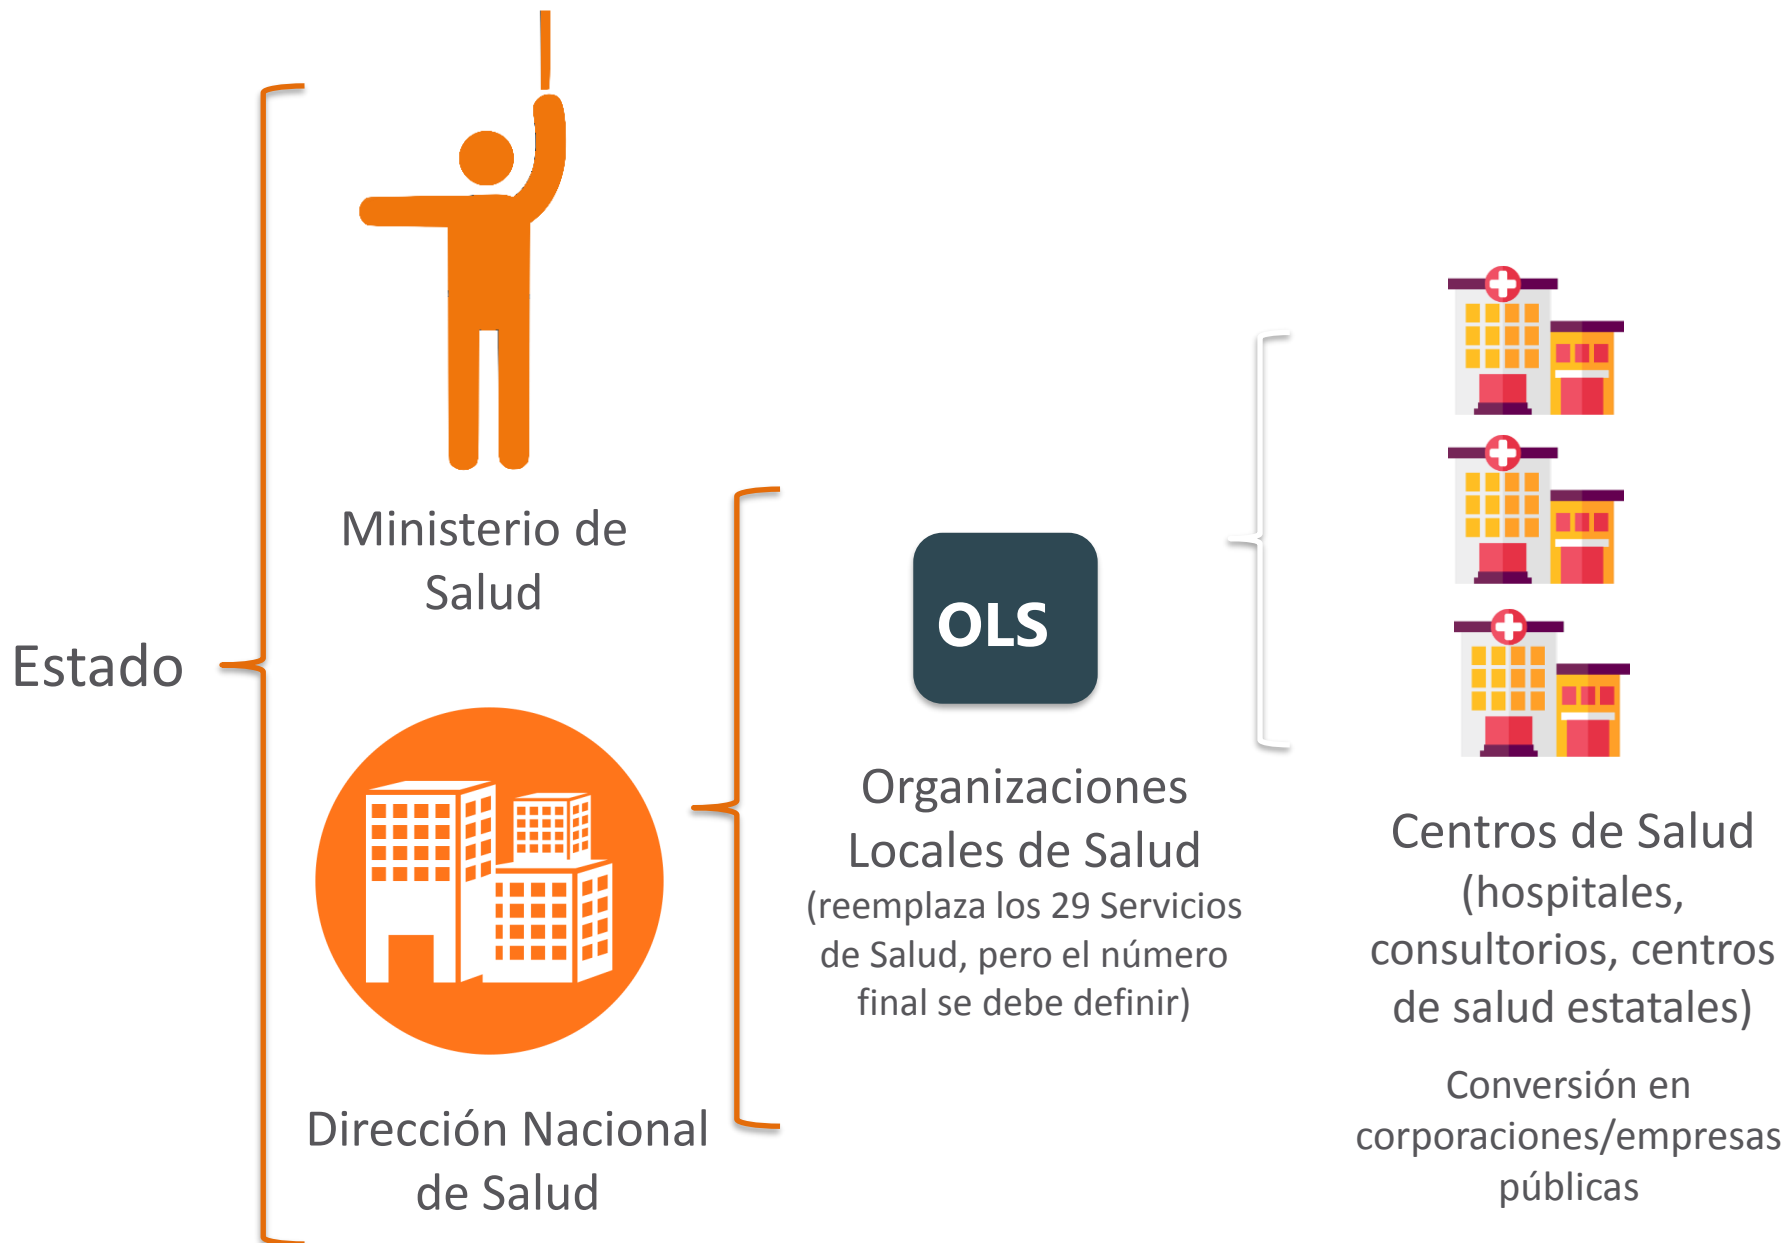 Estado
Ministerio de
Salud
Dirección Nacional
de Salud
OLS
Organizaciones
Locales de Salud
(reemplaza los 29 Servicios
de Salud, pero el número
final se debe definir)
Centros de Salud
(hospitales,
consultorios, centros
de salud estatales)
Conversión en
corporaciones/empresas
públicas